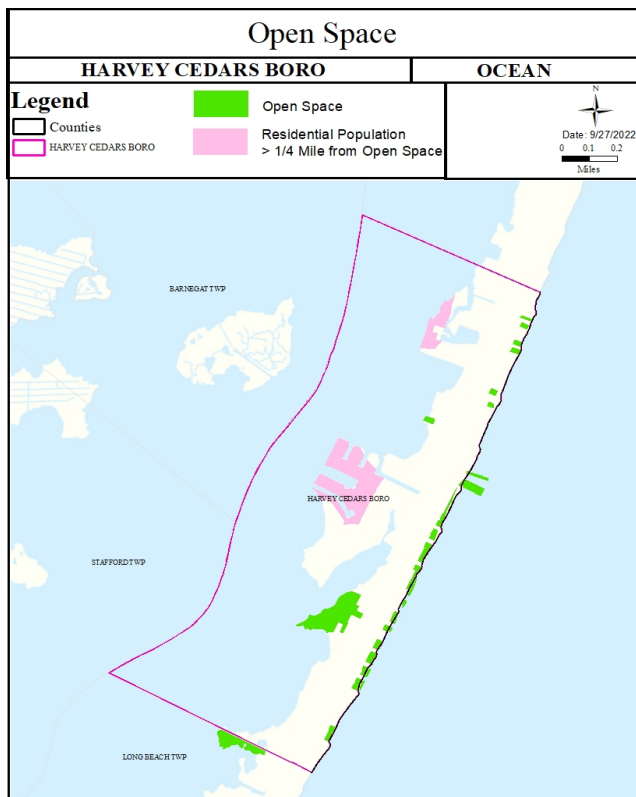 Open Space
HARVEY CEDARS BORO
OCEAN
Legend
Counties
HARVEY CEDARS BORO
Open Space
Residential Population
> 1/4 Mile from Open Space
N
Date: 9/27/2022
0 0.1 0.2
Miles
BARNEGAT TWP
HARVEY CEDARS BORO
STAFFORD TWP
LONG BEACH TWP